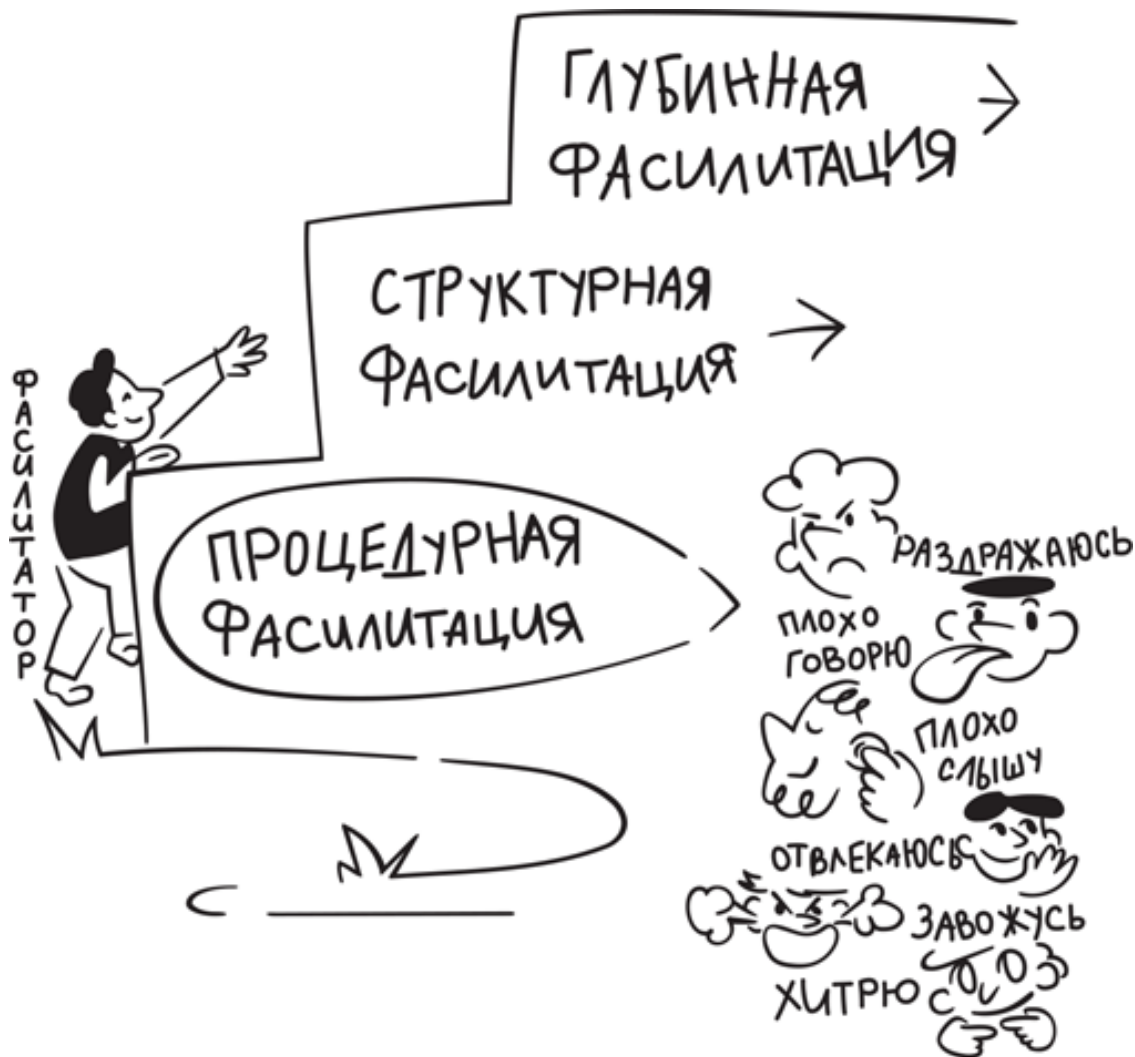 ГЛУБИННАЯ
ФАСИЛИТАЦИЯ
СТРУКТУРНАЯ
ФАСИЛИТАЦИЯ
ФАСИЛИТАТОР
ПРОЦЕДУРНАЯ
ФАСИЛИТАЦИЯ
РАЗДРАЖАЮСЬ
ПЛОХО
ГОВОРЮ
ПЛОХО
СЛЫШУ
ОТВЛЕКАЮСЬ
ЗАВОЖУСЬ
ХИТРЮ